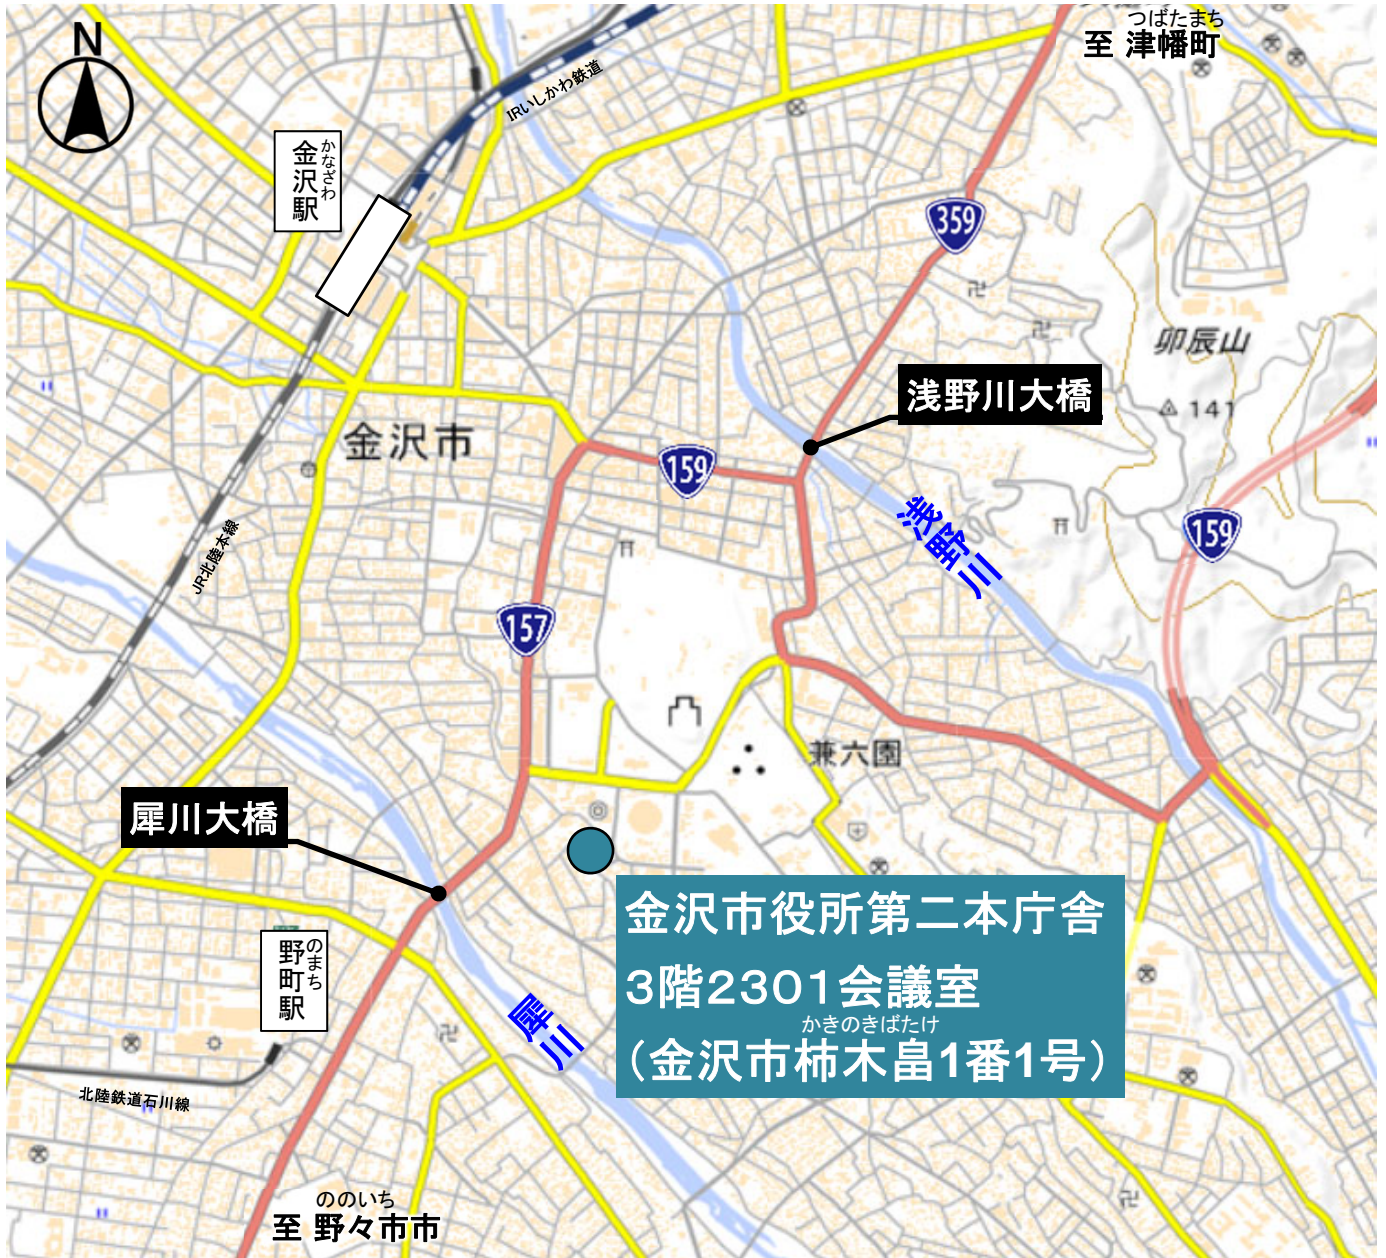 N
つばたまち
至 津幡町
IRいしかわ鉄道
かなざわ
金沢駅
359
卯辰山
141
浅野川大橋
金沢市
159
浅野川
159
JR北陸本線
157
兼六園
犀川大橋
金沢市役所第二本庁舎
3階2301会議室
かきのきばたけ
（金沢市柿木畠1番1号）
のまち
野町駅
犀川
北陸鉄道石川線
ののいち
至 野々市市